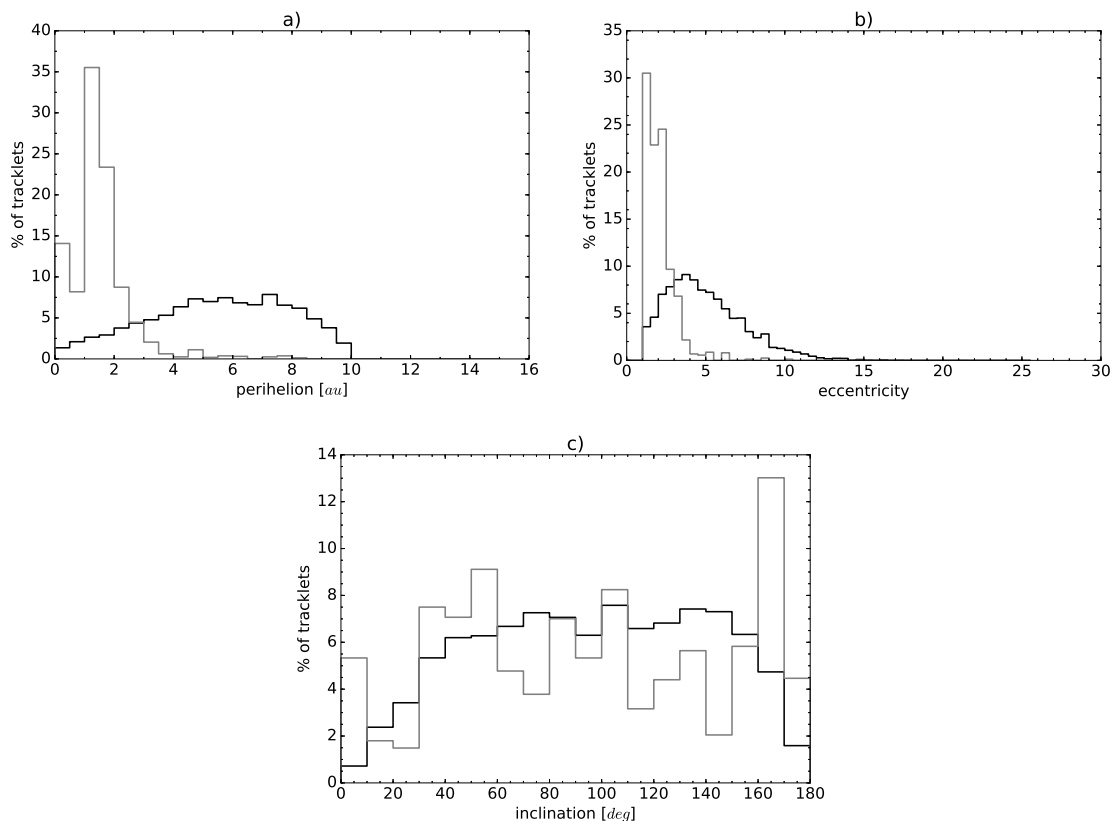 a)
40
35
30
25
20
15
10
5
0
% of tracklets
0 2 4 6 8 10 12 14 16
perihelion [au]
b)
35
30
25
20
15
10
5
0
% of tracklets
0 5 10 15 20 25 30
eccentricity
c)
14
12
10
8
6
4
2
0
% of tracklets
0 20 40 60 80 100 120 140 160 180
inclination [deg]